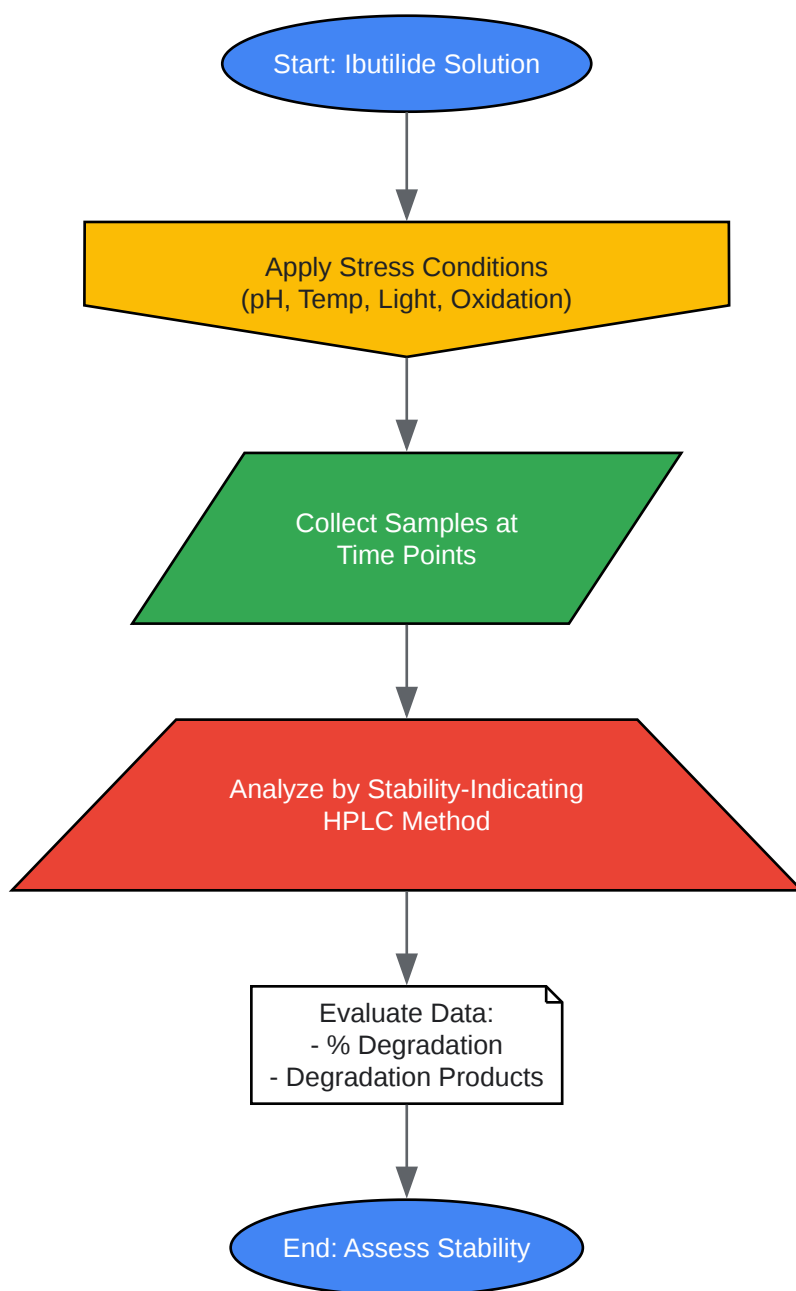 Start: Ibutilide Solution
Apply Stress Conditions
(pH, Temp, Light, Oxidation)
Collect Samples at
Time Points
Analyze by Stability-Indicating
HPLC Method
Evaluate Data:
- % Degradation
- Degradation Products
End: Assess Stability